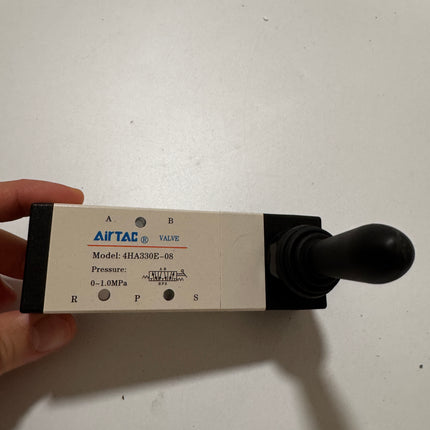 A B
AirTAC ® VALVE
Model: 4HA330E-08
Pressure:
A B
R P S
0~1.0MPa
R P S